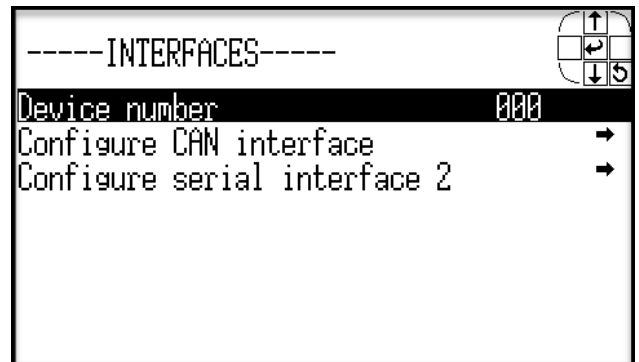 -----INTERFACES-----
Device number 000
Configure CAN interface
Configure serial interface 2